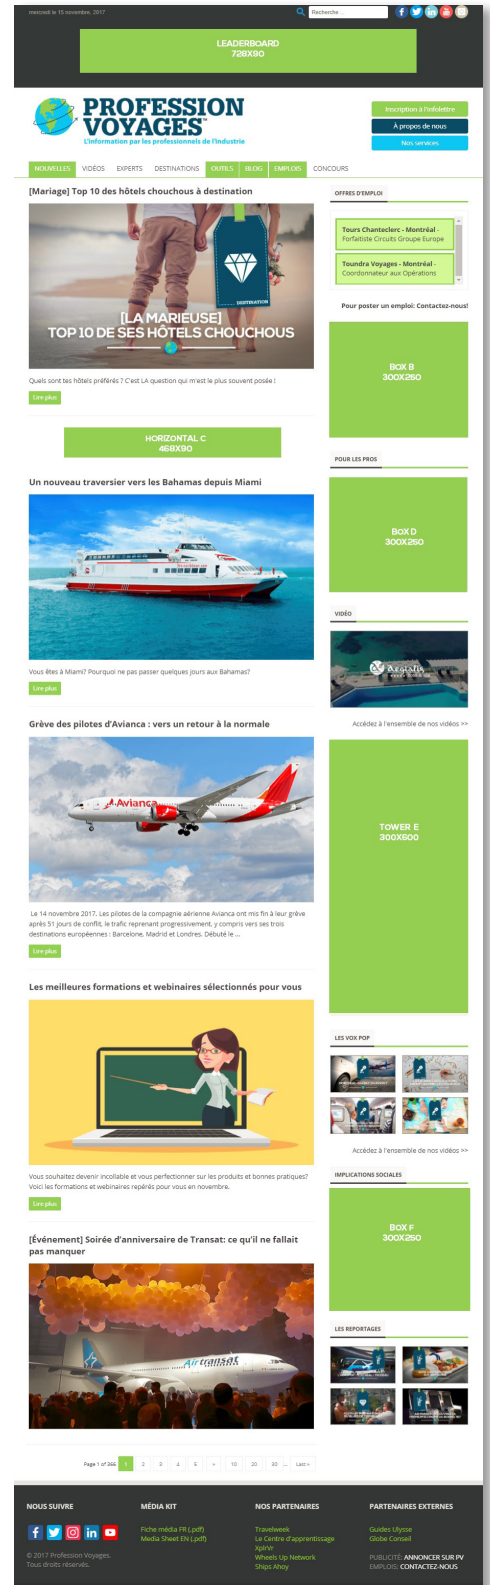 mercredi le 15 novembre, 2017
Recherche ...
LEADERBOARD
728X90
PROFESSION
VOYAGES
L'information par les professionnels de l'industrie
Inscription à l'infolettre
À propos de nous
Nos services
NOUVELLES VIDÉOS EXPERTS DESTINATIONS OUTILS BLOG EMPLOIS CONCOURS
[Mariage] Top 10 des hôtels chouchous à destination
DESTINATION
[LA MARIEUSE]
TOP 10 DE SES HÔTELS CHOUCHOUS
Quels sont tes hôtels préférés ? C'est LA question qui m'est le plus souvent posée !
Lire plus
HORIZONTAL C
468X90
Un nouveau traversier vers les Bahamas depuis Miami
Vous êtes à Miami? Pourquoi ne pas passer quelques jours aux Bahamas?
Lire plus
Grève des pilotes d'Avianca : vers un retour à la normale
Avianca
Le 14 novembre 2017. Les pilotes de la compagnie aérienne Avianca ont mis fin à leur grève
après 51 jours de conflit, le trafic reprenant progressivement, y compris vers ses trois
destinations européennes : Barcelone, Madrid et Londres. Débuté le ...
Lire plus
Les meilleures formations et webinaires sélectionnés pour vous
Vous souhaitez devenir incollable et vous perfectionner sur les produits et bonnes pratiques?
Voici les formations et webinaires repérés pour vous en novembre.
Lire plus
[Événement] Soirée d'anniversaire de Transat: ce qu'il ne fallait
pas manquer
Air transat
Page 1 of 366 1 2 3 4 5 » 10 20 30 ... Last »
OFFRES D'EMPLOI
Tours Chanteclerc - Montréal -
Forfaitiste Circuits Groupe Europe
Toundra Voyages - Montréal -
Coordonnateur aux Opérations
Pour poster un emploi: Contactez-nous!
BOX B
300X250
POUR LES PROS
BOX D
300X250
VIDÉO
Accédez à l'ensemble de nos vidéos >>
TOWER E
300X600
LES VOX POP
Accédez à l'ensemble de nos vidéos >>
IMPLICATIONS SOCIALES
BOX F
300X250
LES REPORTAGES
NOUS SUIVRE
© 2017 Profession Voyages.
Tous droits réservés.
MÉDIA KIT
Fiche média FR (.pdf)
Media Sheet EN (.pdf)
NOS PARTENAIRES
Travelweek
Le Centre d'apprentissage
XplrVr
Wheels Up Network
Ships Ahoy
PARTENAIRES EXTERNES
Guides Ulysse
Globe Conseil
PUBLICITÉ: ANNONCER SUR PV
EMPLOIS: CONTACTEZ-NOUS